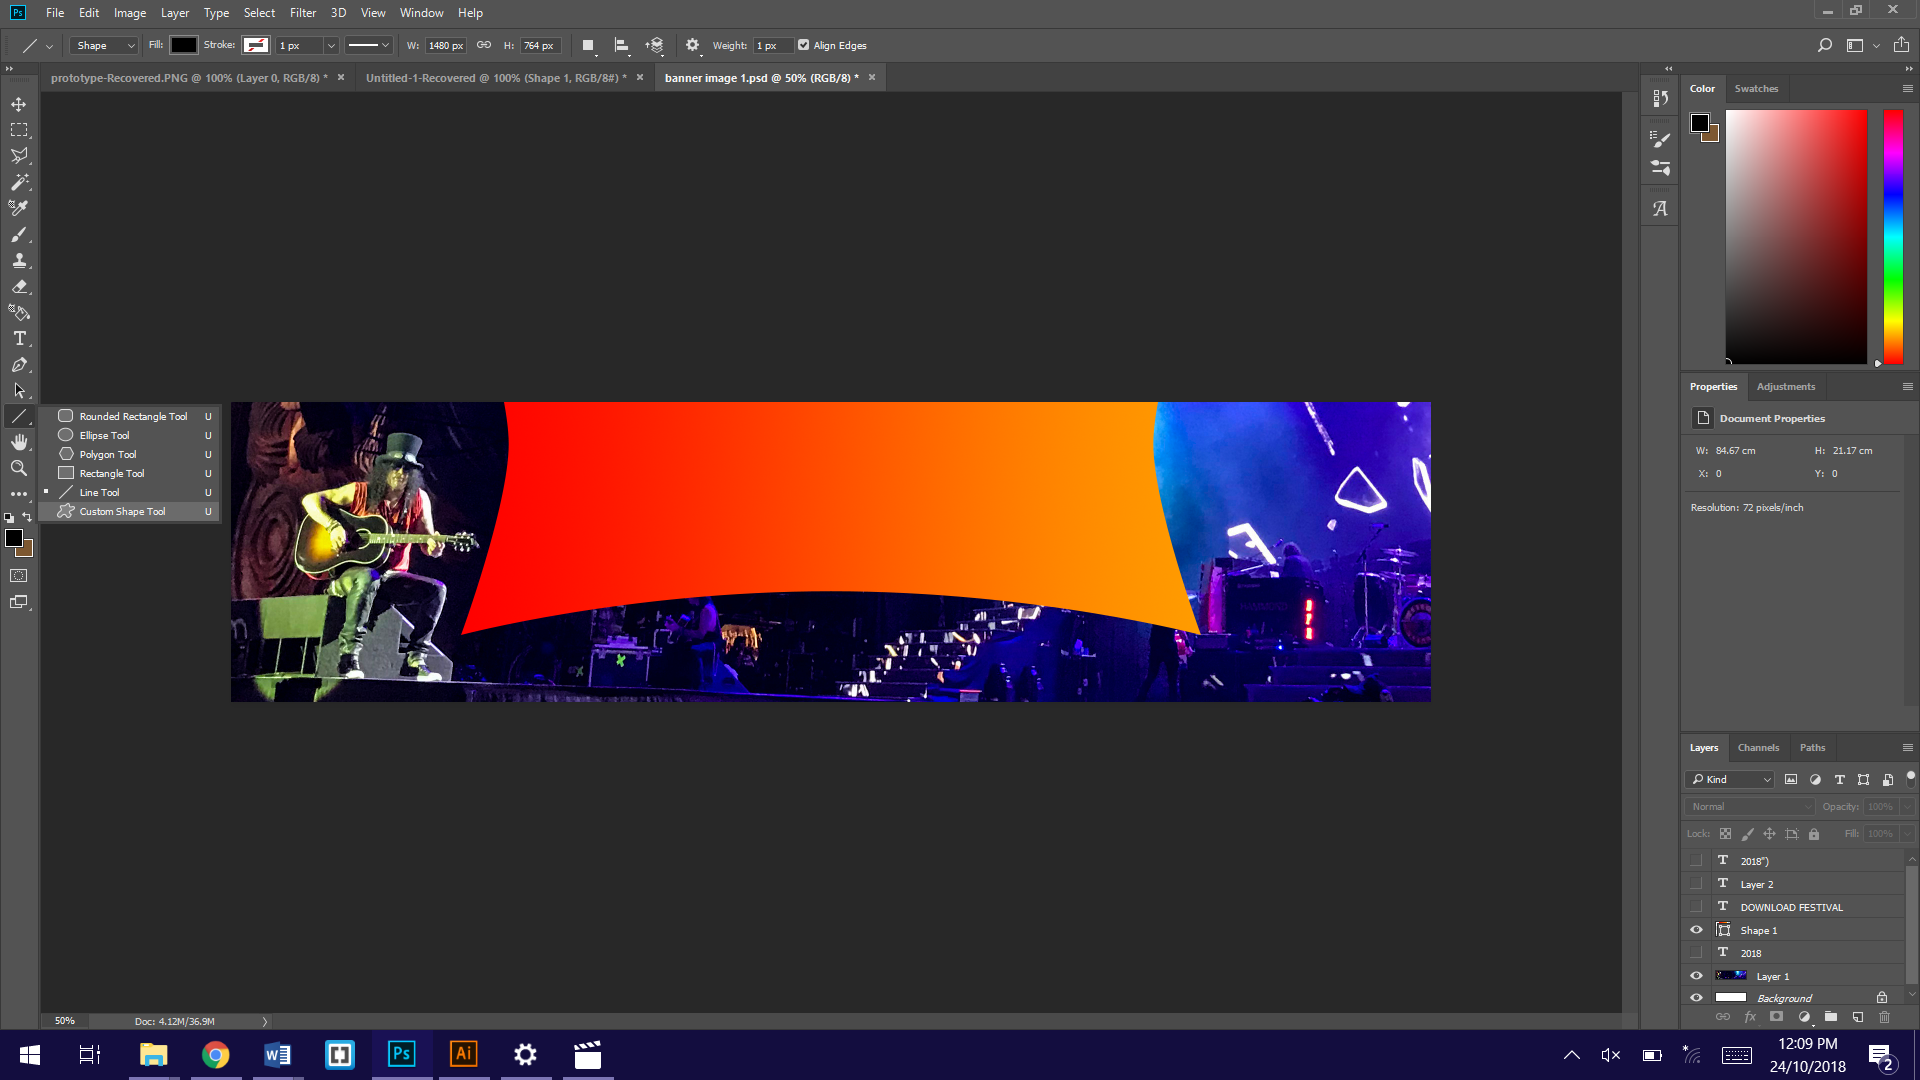 Ps File Edit Image Layer Type Select Filter 3D View Window Help
Shape Fill: Stroke: 1 px W: 1480 px H: 764 px Weight: 1 px Align Edges
prototype-Recovered.PNG @ 100% (Layer 0, RGB/8) * Untitled-1-Recovered @ 100% (Shape 1, RGB/8#) * banner image 1.psd @ 50% (RGB/8) *
Color Swatches
Rounded Rectangle Tool U
Ellipse Tool U
Polygon Tool U
Rectangle Tool U
Line Tool U
Custom Shape Tool U
Properties Adjustments
Document Properties
W: 84.67 cm H: 21.17 cm
X: 0 Y: 0
Resolution: 72 pixels/inch
Layers Channels Paths
Kind
Normal Opacity: 100%
Lock: Fill: 100%
2018")
Layer 2
DOWNLOAD FESTIVAL
Shape 1
2018
Layer 1
Background
50% Doc: 4.12M/36.9M
Ps Ai
12:09 PM
24/10/2018
2